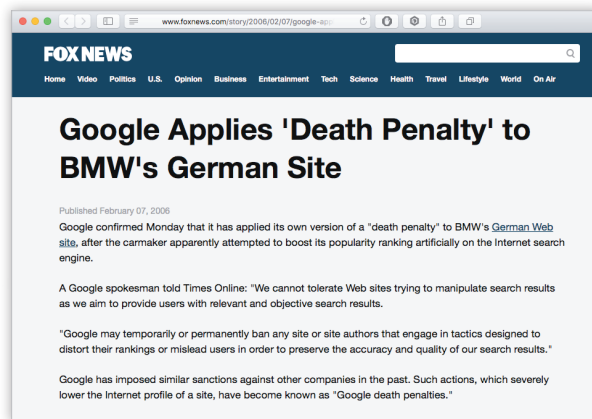 www.foxnews.com/story/2006/02/07/google-app
FOX NEWS
Home Video Politics U.S. Opinion Business Entertainment Tech Science Health Travel Lifestyle World On Air
Google Applies 'Death Penalty' to
BMW's German Site
Published February 07, 2006
Google confirmed Monday that it has applied its own version of a "death penalty" to BMW's German Web
site, after the carmaker apparently attempted to boost its popularity ranking artificially on the Internet search
engine.
A Google spokesman told Times Online: "We cannot tolerate Web sites trying to manipulate search results
as we aim to provide users with relevant and objective search results.
"Google may temporarily or permanently ban any site or site authors that engage in tactics designed to
distort their rankings or mislead users in order to preserve the accuracy and quality of our search results."
Google has imposed similar sanctions against other companies in the past. Such actions, which severely
lower the Internet profile of a site, have become known as "Google death penalties."